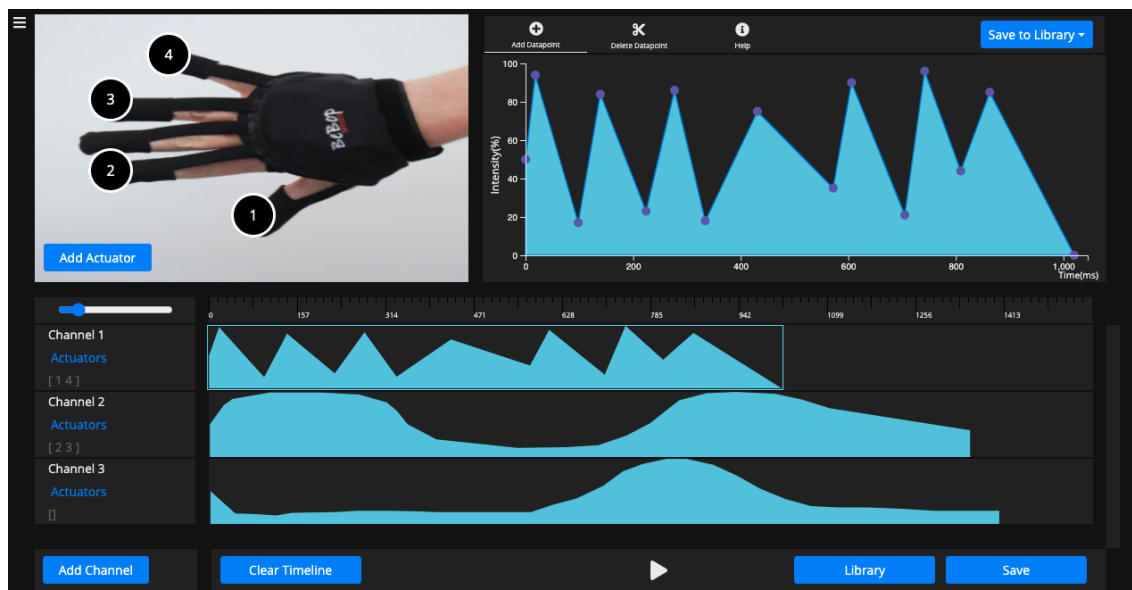 4
3
2
1
BeBop
Add Actuator
Add Datapoint
Delete Datapoint
Help
Save to Library
100
80
60
40
20
0
Intensity(%)
0 200 400 600 800 1,000
Time(ms)
0 157 314 471 628 785 942 1099 1256 1413
Channel 1
Actuators
[ 1 4 ]
Channel 2
Actuators
[ 2 3 ]
Channel 3
Actuators
[]
Add Channel
Clear Timeline
Library
Save